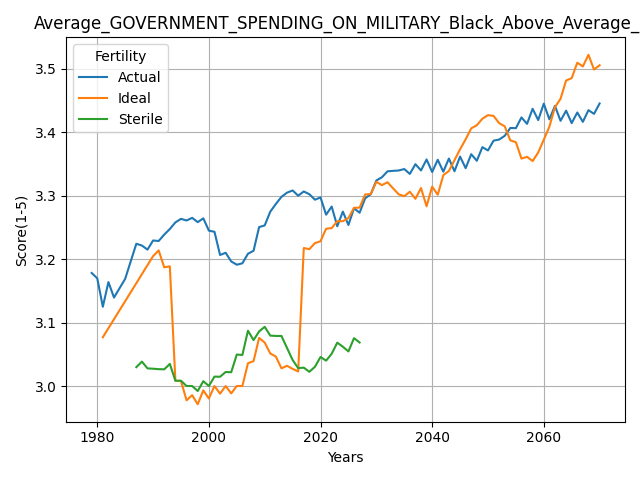 Average_GOVERNMENT_SPENDING_ON_MILITARY_Black_Above_Average_
Fertility
Actual
Ideal
Sterile
Score(1-5)
3.5
3.4
3.3
3.2
3.1
3.0
1980 2000 2020 2040 2060
Years